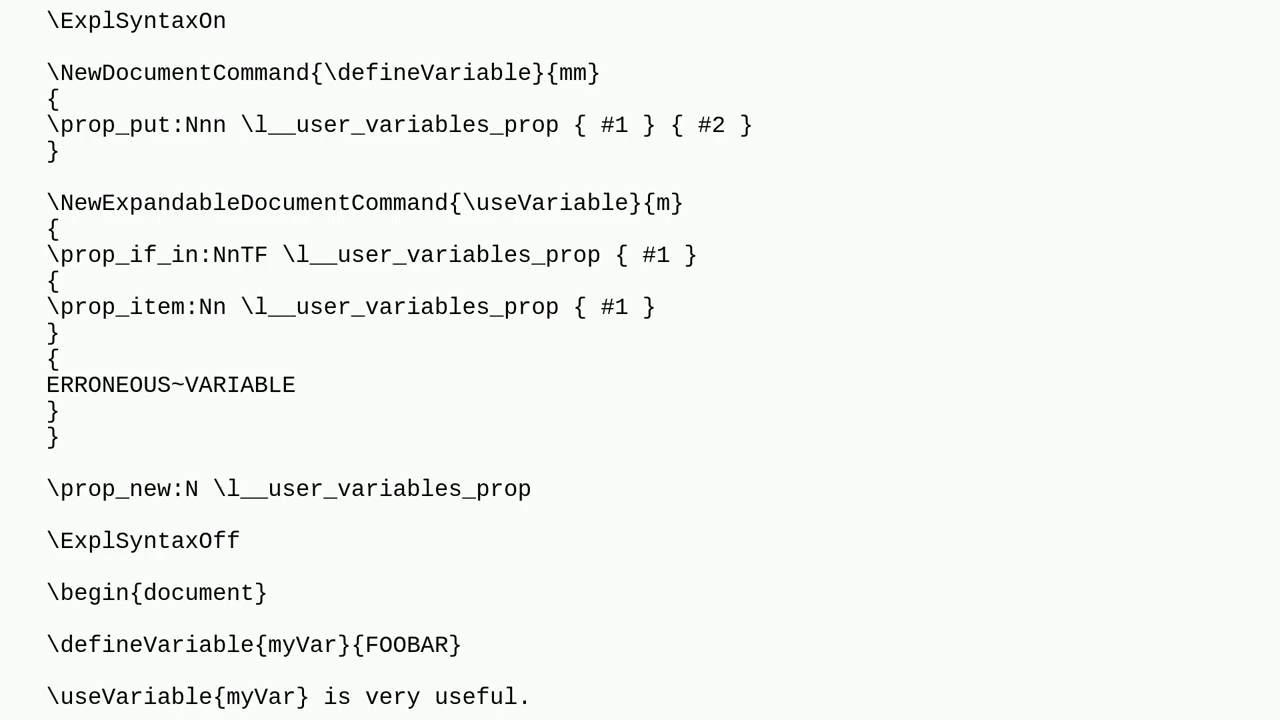 \ExplSyntaxOn
\NewDocumentCommand{\defineVariable}{mm}
{
\prop_put:Nnn \l__user_variables_prop { #1 } { #2 }
}
\NewExpandableDocumentCommand{\useVariable}{m}
{
\prop_if_in:NnTF \l__user_variables_prop { #1 }
{
\prop_item:Nn \l__user_variables_prop { #1 }
}
{
ERRONEOUS~VARIABLE
}
}
\prop_new:N \l__user_variables_prop
\ExplSyntaxOff
\begin{document}
\defineVariable{myVar}{FOOBAR}
\useVariable{myVar} is very useful.